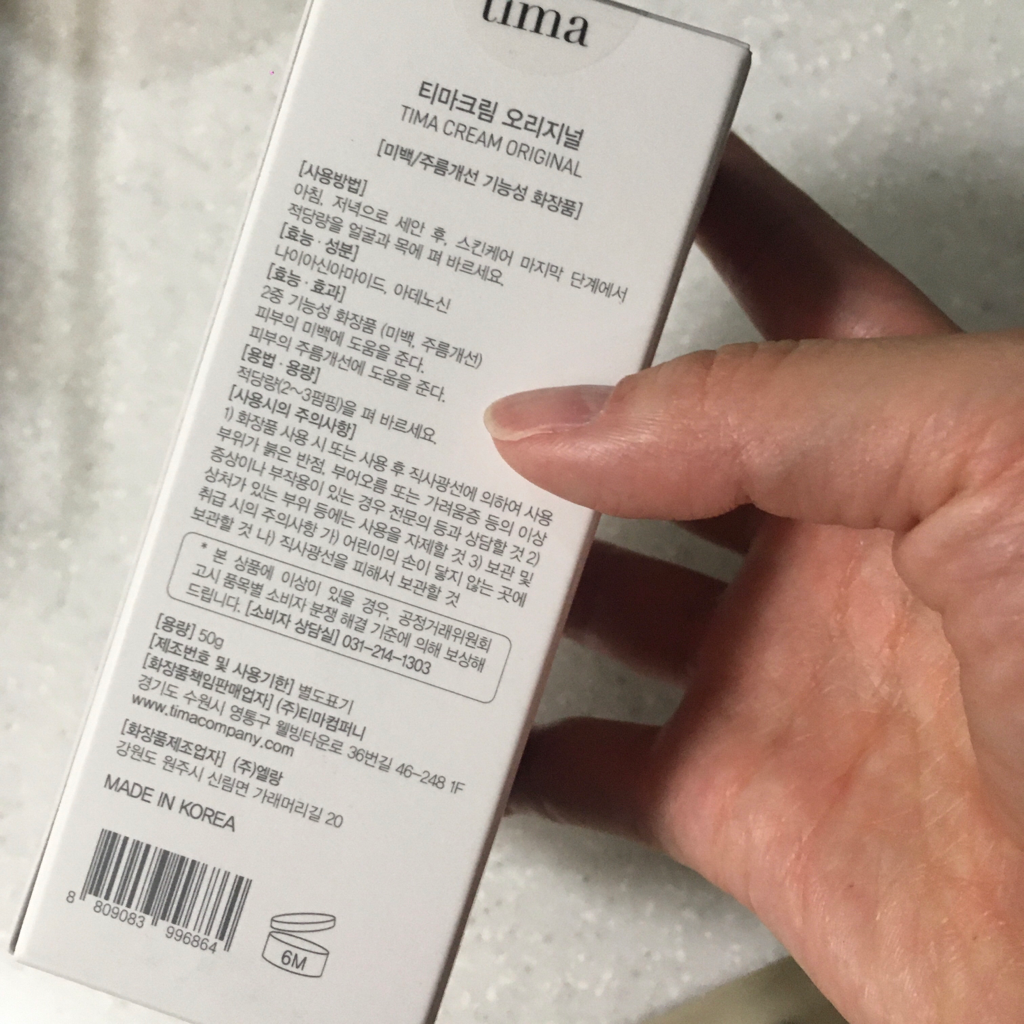 tima
티마크림 오리지널
TIMA CREAM ORIGINAL
[미백/주름개선 기능성 화장품]
[사용방법]
아침, 저녁으로 세안 후, 스킨케어 마지막 단계에서
적당량을 얼굴과 목에 펴 바르세요.
[효능 · 성분]
나이아신아마이드, 아데노신
[효능 · 효과]
2중 기능성 화장품 (미백, 주름개선)
피부의 미백에 도움을 준다.
피부의 주름개선에 도움을 준다.
[용법 · 용량]
적당량(2~3펌핑)을 펴 바르세요.
[사용시의 주의사항]
1) 화장품 사용 시 또는 사용 후 직사광선에 의하여 사용
부위가 붉은 반점, 부어오름 또는 가려움증 등의 이상
증상이나 부작용이 있는 경우 전문의 등과 상담할 것 2)
상처가 있는 부위 등에는 사용을 자제할 것 3) 보관 및
취급 시의 주의사항 가) 어린이의 손이 닿지 않는 곳에
보관할 것 나) 직사광선을 피해서 보관할 것
* 본 상품에 이상이 있을 경우, 공정거래위원회
고시 품목별 소비자 분쟁 해결 기준에 의해 보상해
드립니다. [소비자 상담실] 031-214-1303
[용량] 50g
[제조번호 및 사용기한] 별도표기
[화장품책임판매업자] (주)티마컴퍼니
경기도 수원시 영통구 웰빙타운로 36번길 46-248 1F
www.timacompany.com
[화장품제조업자] (주)엘랑
강원도 원주시 신림면 가래머리길 20
MADE IN KOREA
8 809083 996864
6M